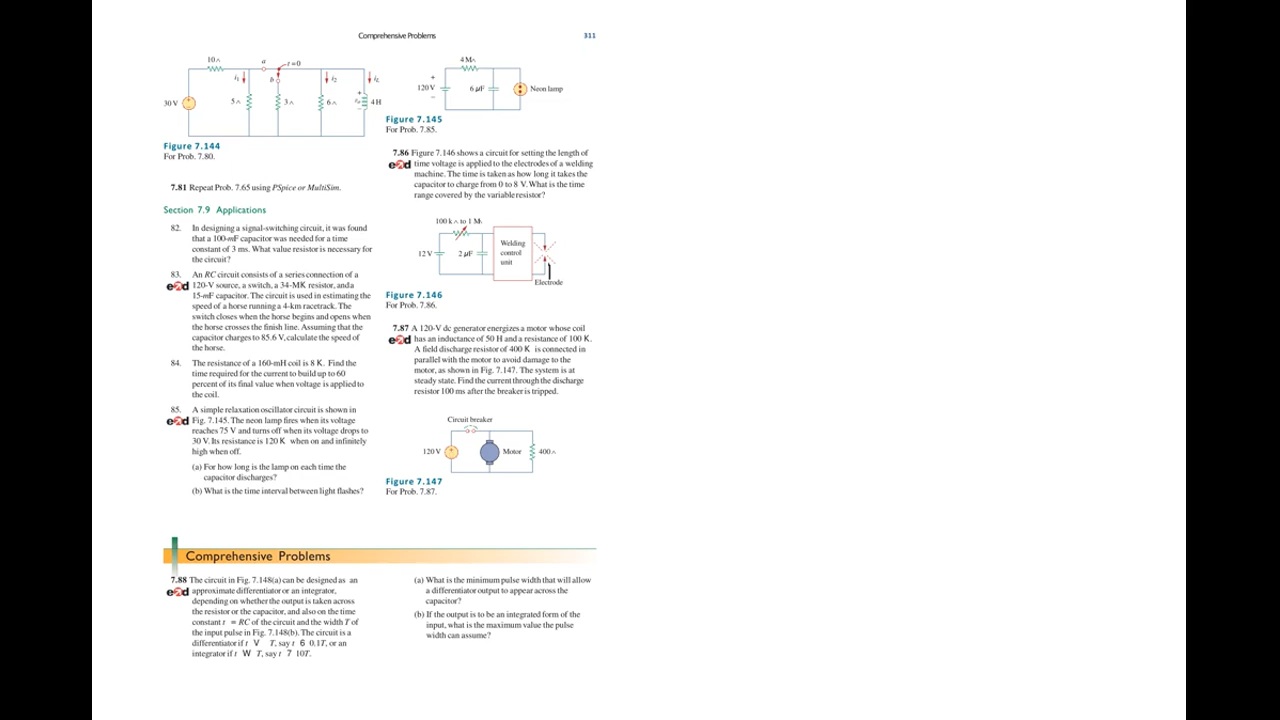 Comprehensive Problems
311
10 ᴧ
a
t = 0
i₁
b
i₂
i_L
30 V
5 ᴧ
3 ᴧ
6 ᴧ
+
−
4 H
Figure 7.144
For Prob. 7.80.
7.81 Repeat Prob. 7.65 using PSpice or MultiSim.
Section 7.9 Applications
82. In designing a signal-switching circuit, it was found
that a 100-mF capacitor was needed for a time
constant of 3 ms. What value resistor is necessary for
the circuit?
83. An RC circuit consists of a series connection of a
120-V source, a switch, a 34-MK resistor, and a
15-mF capacitor. The circuit is used in estimating the
speed of a horse running a 4-km racetrack. The
switch closes when the horse begins and opens when
the horse crosses the finish line. Assuming that the
capacitor charges to 85.6 V, calculate the speed of
the horse.
84. The resistance of a 160-mH coil is 8 K. Find the
time required for the current to build up to 60
percent of its final value when voltage is applied to
the coil.
85. A simple relaxation oscillator circuit is shown in
Fig. 7.145. The neon lamp fires when its voltage
reaches 75 V and turns off when its voltage drops to
30 V. Its resistance is 120 K when on and infinitely
high when off.
(a) For how long is the lamp on each time the
capacitor discharges?
(b) What is the time interval between light flashes?
4 Mᴧ
+
120 V
−
6 µF
Neon lamp
Figure 7.145
For Prob. 7.85.
7.86 Figure 7.146 shows a circuit for setting the length of
time voltage is applied to the electrodes of a welding
machine. The time is taken as how long it takes the
capacitor to charge from 0 to 8 V. What is the time
range covered by the variable resistor?
100 k ᴧ to 1 M
12 V
2 µF
Welding
control
unit
Electrode
Figure 7.146
For Prob. 7.86.
7.87 A 120-V dc generator energizes a motor whose coil
has an inductance of 50 H and a resistance of 100 K.
A field discharge resistor of 400 K is connected in
parallel with the motor to avoid damage to the
motor, as shown in Fig. 7.147. The system is at
steady state. Find the current through the discharge
resistor 100 ms after the breaker is tripped.
Circuit breaker
120 V
Motor
400 ᴧ
Figure 7.147
For Prob. 7.87.
Comprehensive Problems
7.88 The circuit in Fig. 7.148(a) can be designed as an
approximate differentiator or an integrator,
depending on whether the output is taken across
the resistor or the capacitor, and also on the time
constant t = RC of the circuit and the width T of
the input pulse in Fig. 7.148(b). The circuit is a
differentiator if t V T, say t 6 0.1T, or an
integrator if t W T, say t 7 10T.
(a) What is the minimum pulse width that will allow
a differentiator output to appear across the
capacitor?
(b) If the output is to be an integrated form of the
input, what is the maximum value the pulse
width can assume?